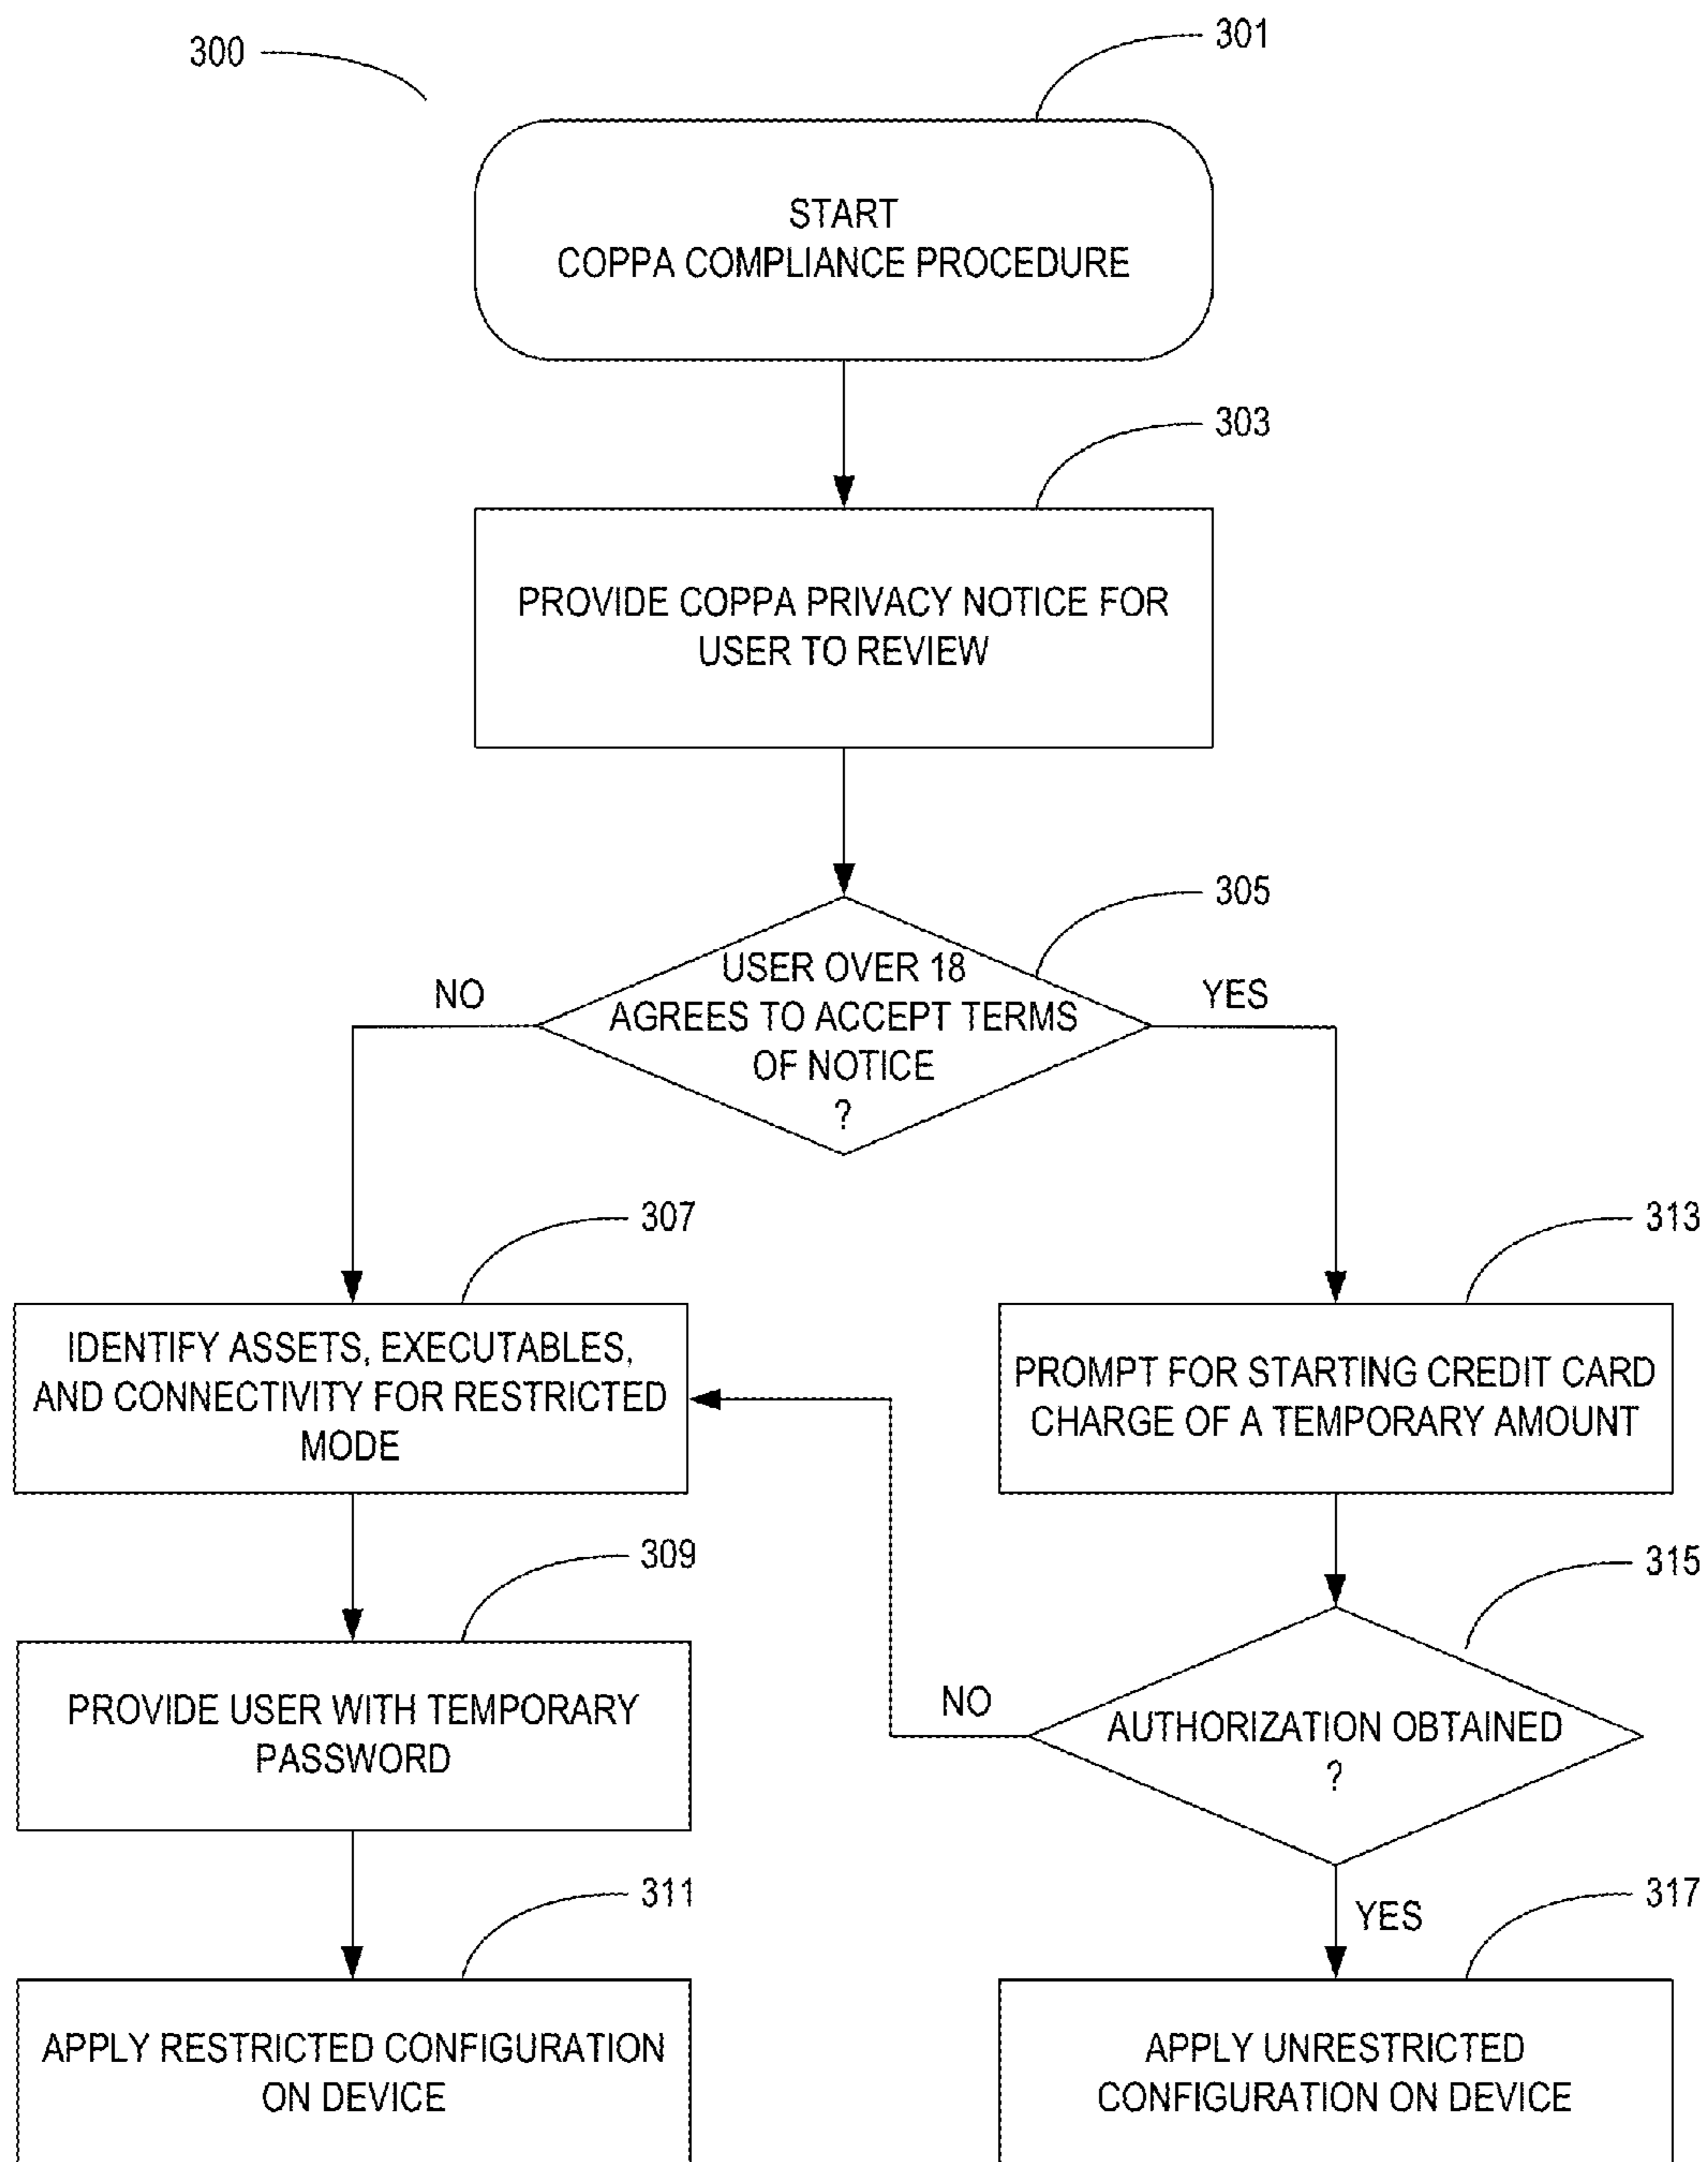 300
301
START
COPPA COMPLIANCE PROCEDURE
303
PROVIDE COPPA PRIVACY NOTICE FOR
USER TO REVIEW
305
USER OVER 18
AGREES TO ACCEPT TERMS
OF NOTICE
?
NO
YES
307
IDENTIFY ASSETS, EXECUTABLES,
AND CONNECTIVITY FOR RESTRICTED
MODE
313
PROMPT FOR STARTING CREDIT CARD
CHARGE OF A TEMPORARY AMOUNT
309
PROVIDE USER WITH TEMPORARY
PASSWORD
315
AUTHORIZATION OBTAINED
?
NO
YES
311
APPLY RESTRICTED CONFIGURATION
ON DEVICE
317
APPLY UNRESTRICTED
CONFIGURATION ON DEVICE